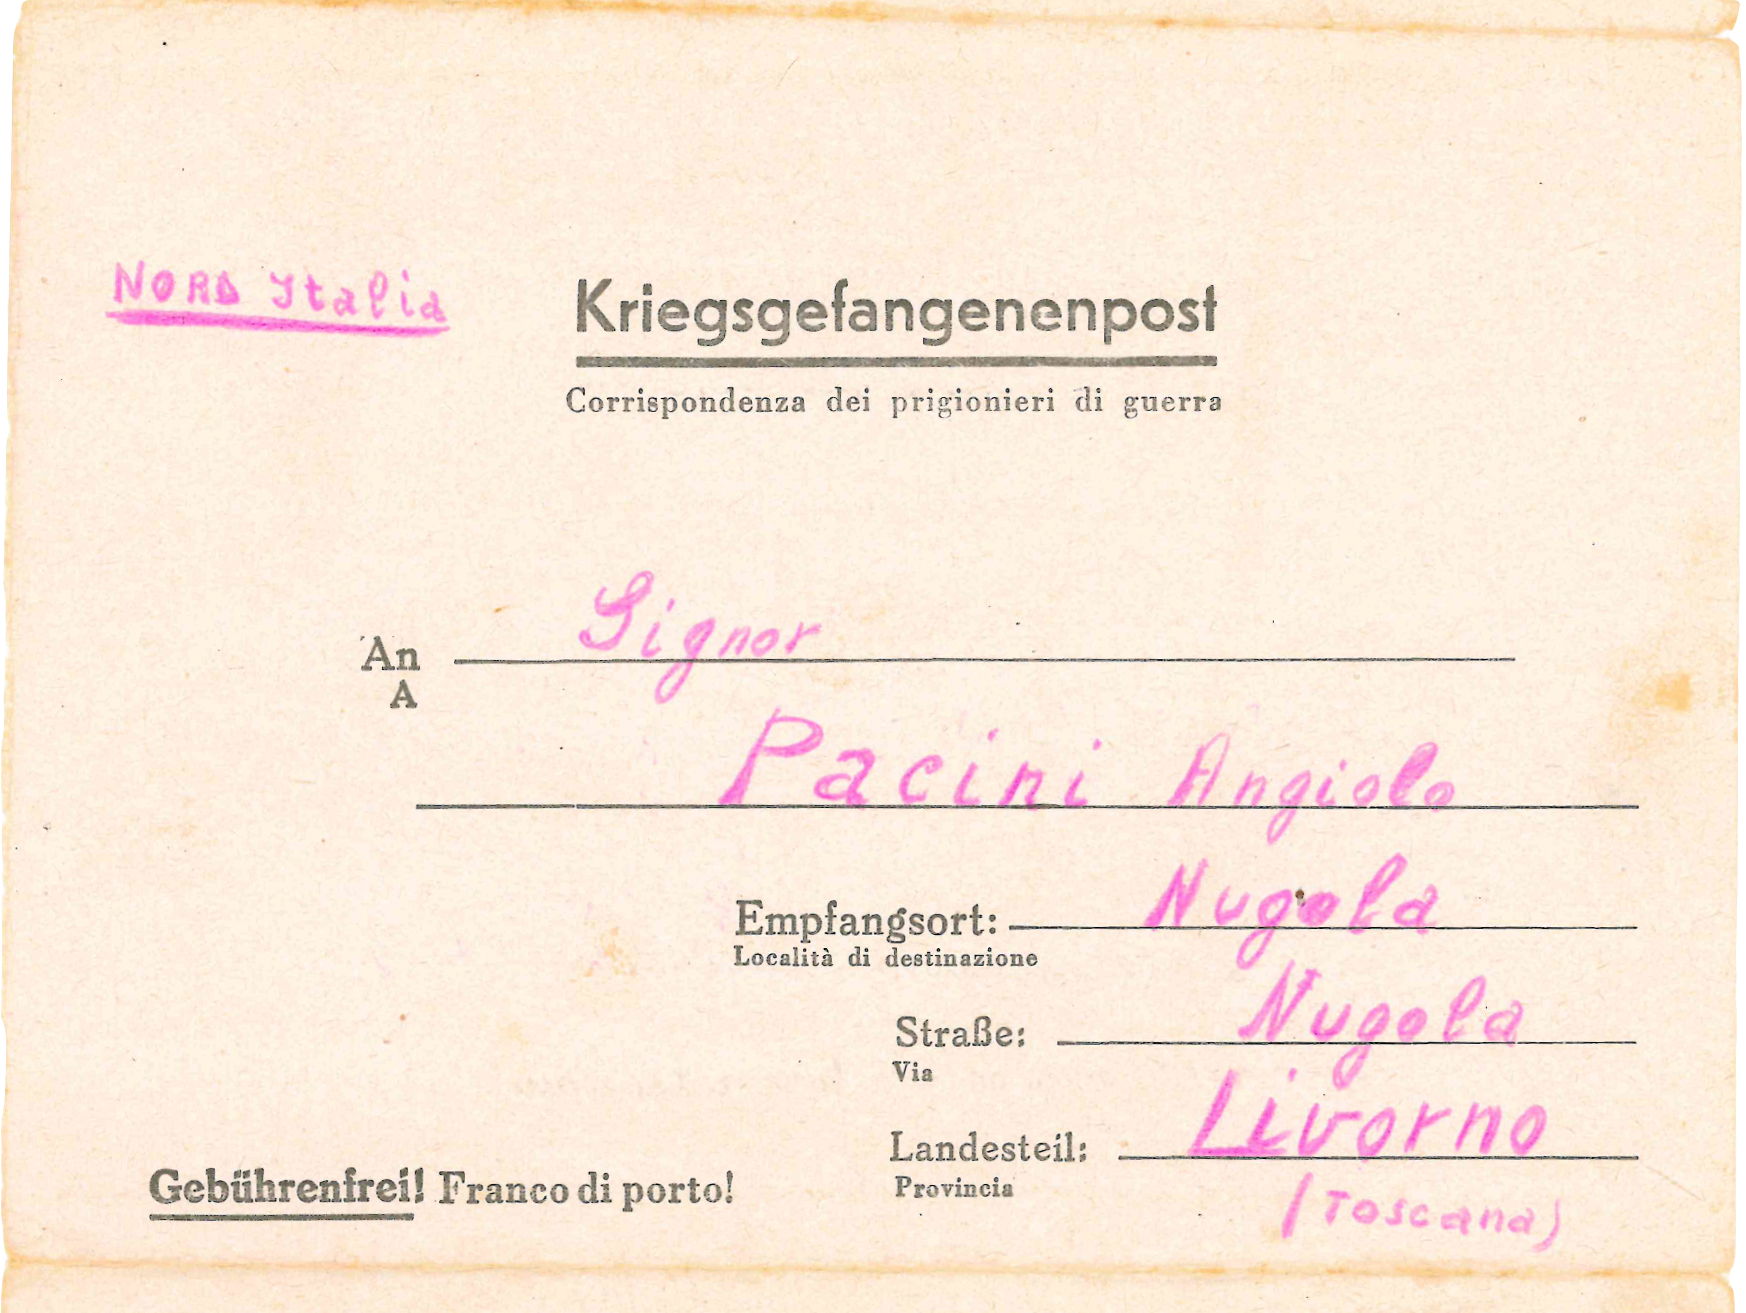 NORD Italia
Kriegsgefangenenpost
Corrispondenza dei prigionieri di guerra
An Signor
A
Pacini Angiolo
Empfangsort: Nugola
Località di destinazione
Straße: Nugola
Via
Landesteil: Livorno
Provincia
(Toscana)
Gebührenfrei! Franco di porto!